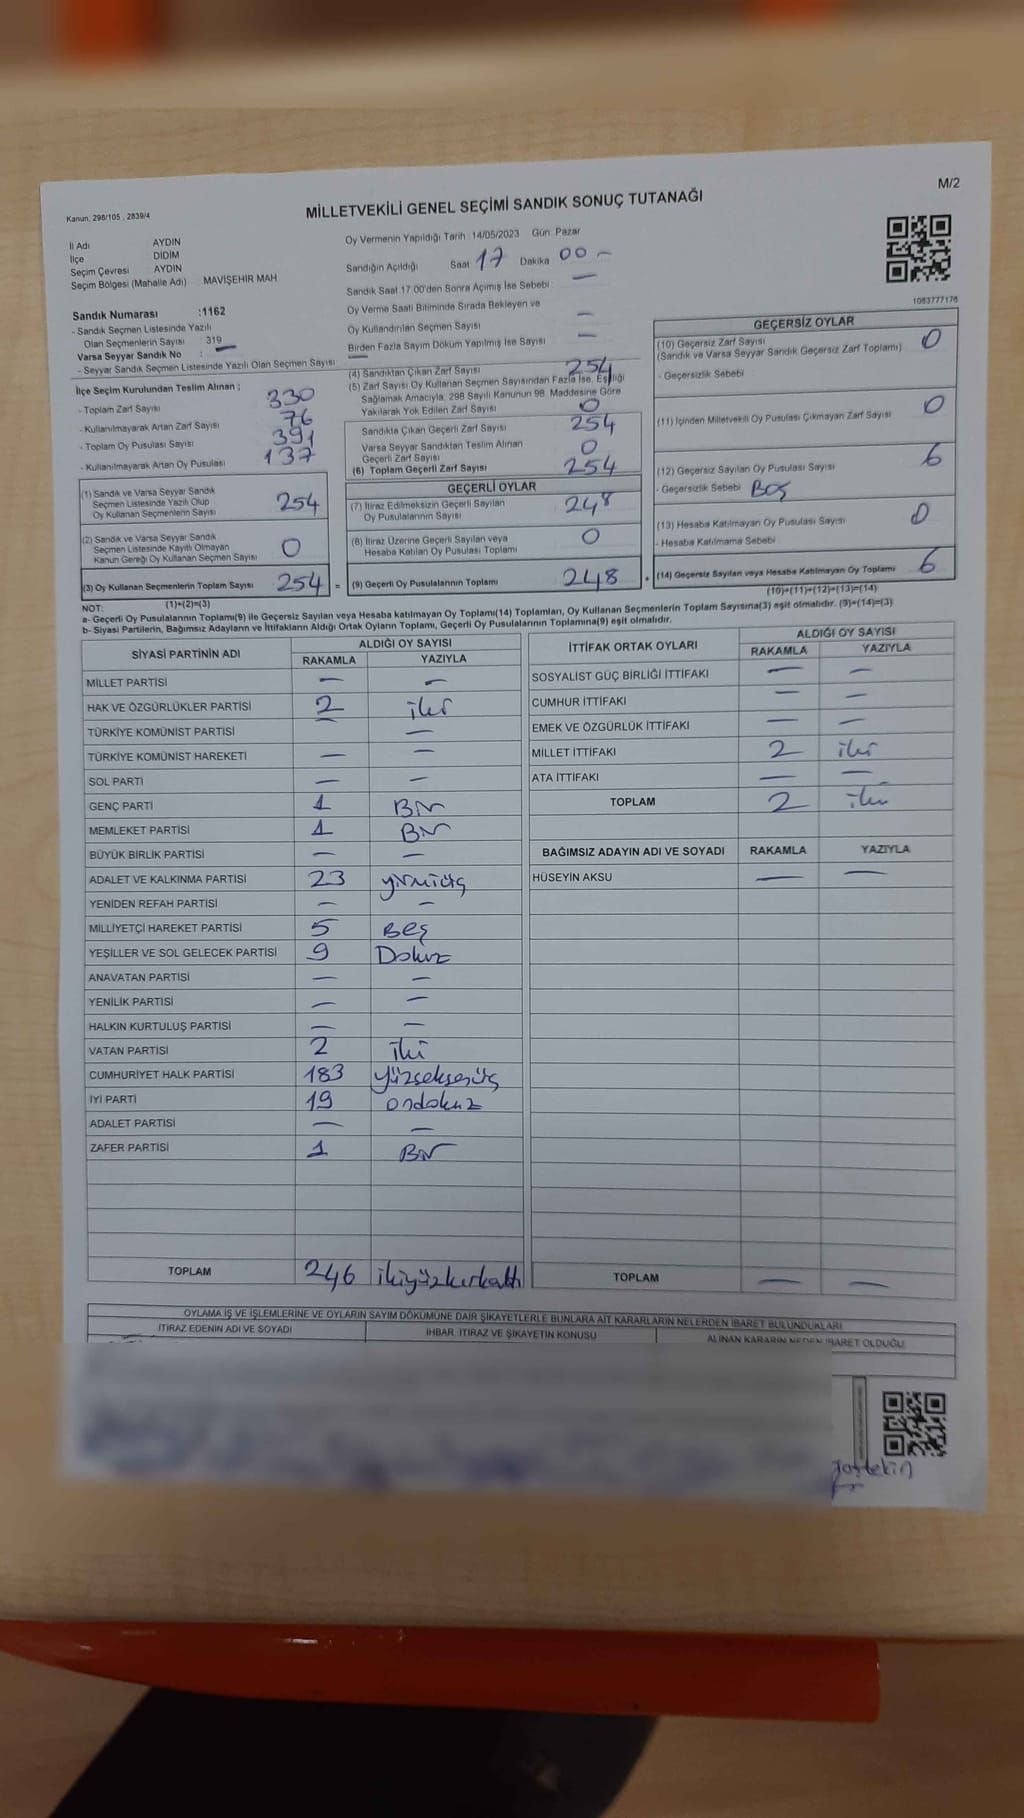 M/2
Kanun, 298/105 , 2839/4
MİLLETVEKİLİ GENEL SEÇİMİ SANDIK SONUÇ TUTANAĞI
İl Adı AYDIN
İlçe DİDİM
Seçim Çevresi AYDIN
Seçim Bölgesi (Mahalle Adı) MAVİŞEHİR MAH
Sandık Numarası :1162
- Sandık Seçmen Listesinde Yazılı
Olan Seçmenlerin Sayısı 319
Varsa Seyyar Sandık No : —
- Seyyar Sandık Seçmen Listesinde Yazılı Olan Seçmen Sayısı —
Oy Vermenin Yapıldığı Tarih : 14/05/2023 Gün Pazar
Sandığın Açıldığı Saat 17 Dakika 00 —
Sandık Saat 17:00'den Sonra Açımış İse Sebebi : —
Oy Verme Saati Bitiminde Sırada Bekleyen ve
Oy Kullandırılan Seçmen Sayısı —
Birden Fazla Sayım Döküm Yapılmış İse Sayısı —
1083777176
İlçe Seçim Kurulundan Teslim Alınan ;
- Toplam Zarf Sayısı 330
- Kullanılmayarak Artan Zarf Sayısı 76
- Toplam Oy Pusulası Sayısı 391
- Kullanılmayarak Artan Oy Pusulası 137
(1) Sandık ve Varsa Seyyar Sandık
Seçmen Listesinde Yazılı Olup
Oy Kullanan Seçmenlerin Sayısı 254
(2) Sandık ve Varsa Seyyar Sandık
Seçmen Listesinde Kayıtlı Olmayan
Kanun Gereği Oy Kullanan Seçmen Sayısı 0
(3) Oy Kullanan Seçmenlerin Toplam Sayısı 254 =
(1)+(2)=(3)
(4) Sandıktan Çıkan Zarf Sayısı 254
(5) Zarf Sayısı Oy Kullanan Seçmen Sayısından Fazla İse, Eşitliği
Sağlamak Amacıyla, 298 Sayılı Kanunun 98. Maddesine Göre
Yakılarak Yok Edilen Zarf Sayısı 0
Sandıkta Çıkan Geçerli Zarf Sayısı 254
Varsa Seyyar Sandıktan Teslim Alınan
Geçerli Zarf Sayısı 0
(6) Toplam Geçerli Zarf Sayısı 254
GEÇERLİ OYLAR
(7) İtiraz Edilmeksizin Geçerli Sayılan
Oy Pusulalarının Sayısı 248
(8) İtiraz Üzerine Geçerli Sayılan veya
Hesaba Katılan Oy Pusulası Toplamı 0
(9) Geçerli Oy Pusulalarının Toplamı 248 +
GEÇERSİZ OYLAR
(10) Geçersiz Zarf Sayısı 0
(Sandık ve Varsa Seyyar Sandık Geçersiz Zarf Toplamı)
- Geçersizlik Sebebi
(11) İçinden Milletvekili Oy Pusulası Çıkmayan Zarf Sayısı 0
(12) Geçersiz Sayılan Oy Pusulası Sayısı 6
- Geçersizlik Sebebi Boş
(13) Hesaba Katılmayan Oy Pusulası Sayısı 0
- Hesaba Katılmama Sebebi
(14) Geçersiz Sayılan veya Hesaba Katılmayan Oy Toplamı 6
(10)+(11)+(12)+(13)=(14)
NOT:
a- Geçerli Oy Pusulalarının Toplamı(9) ile Geçersiz Sayılan veya Hesaba katılmayan Oy Toplamı(14) Toplamları, Oy Kullanan Seçmenlerin Toplam Sayısına(3) eşit olmalıdır. (9)+(14)=(3)
b- Siyasi Partilerin, Bağımsız Adayların ve İttifakların Aldığı Ortak Oyların Toplamı, Geçerli Oy Pusulalarının Toplamına(9) eşit olmalıdır.
SİYASİ PARTİNİN ADI ALDIĞI OY SAYISI
RAKAMLA YAZIYLA
MİLLET PARTİSİ — —
HAK VE ÖZGÜRLÜKLER PARTİSİ 2 iki
TÜRKİYE KOMÜNİST PARTİSİ — —
TÜRKİYE KOMÜNİST HAREKETİ — —
SOL PARTİ — —
GENÇ PARTİ 1 Bir
MEMLEKET PARTİSİ 1 Bir
BÜYÜK BİRLİK PARTİSİ — —
ADALET VE KALKINMA PARTİSİ 23 yirmiüç
YENİDEN REFAH PARTİSİ — —
MİLLİYETÇİ HAREKET PARTİSİ 5 Beş
YEŞİLLER VE SOL GELECEK PARTİSİ 9 Dokuz
ANAVATAN PARTİSİ — —
YENİLİK PARTİSİ — —
HALKIN KURTULUŞ PARTİSİ — —
VATAN PARTİSİ 2 iki
CUMHURİYET HALK PARTİSİ 183 yüzseksenüç
İYİ PARTİ 19 ondokuz
ADALET PARTİSİ — —
ZAFER PARTİSİ 1 Bir
TOPLAM 246 ikiyüzkırkaltı
İTTİFAK ORTAK OYLARI ALDIĞI OY SAYISI
RAKAMLA YAZIYLA
SOSYALİST GÜÇ BİRLİĞİ İTTİFAKI — —
CUMHUR İTTİFAKI — —
EMEK VE ÖZGÜRLÜK İTTİFAKI — —
MİLLET İTTİFAKI 2 iki
ATA İTTİFAKI — —
TOPLAM 2 iki
BAĞIMSIZ ADAYIN ADI VE SOYADI RAKAMLA YAZIYLA
HÜSEYİN AKSU — —
TOPLAM — —
OYLAMA İŞ VE İŞLEMLERİNE VE OYLARIN SAYIM DÖKÜMÜNE DAİR ŞİKAYETLERLE BUNLARA AİT KARARLARIN NELERDEN İBARET BULUNDUKLARI
İTİRAZ EDENİN ADI VE SOYADI İHBAR, İTİRAZ VE ŞİKAYETİN KONUSU ALINAN KARARIN NEDEN İBARET OLDUĞU